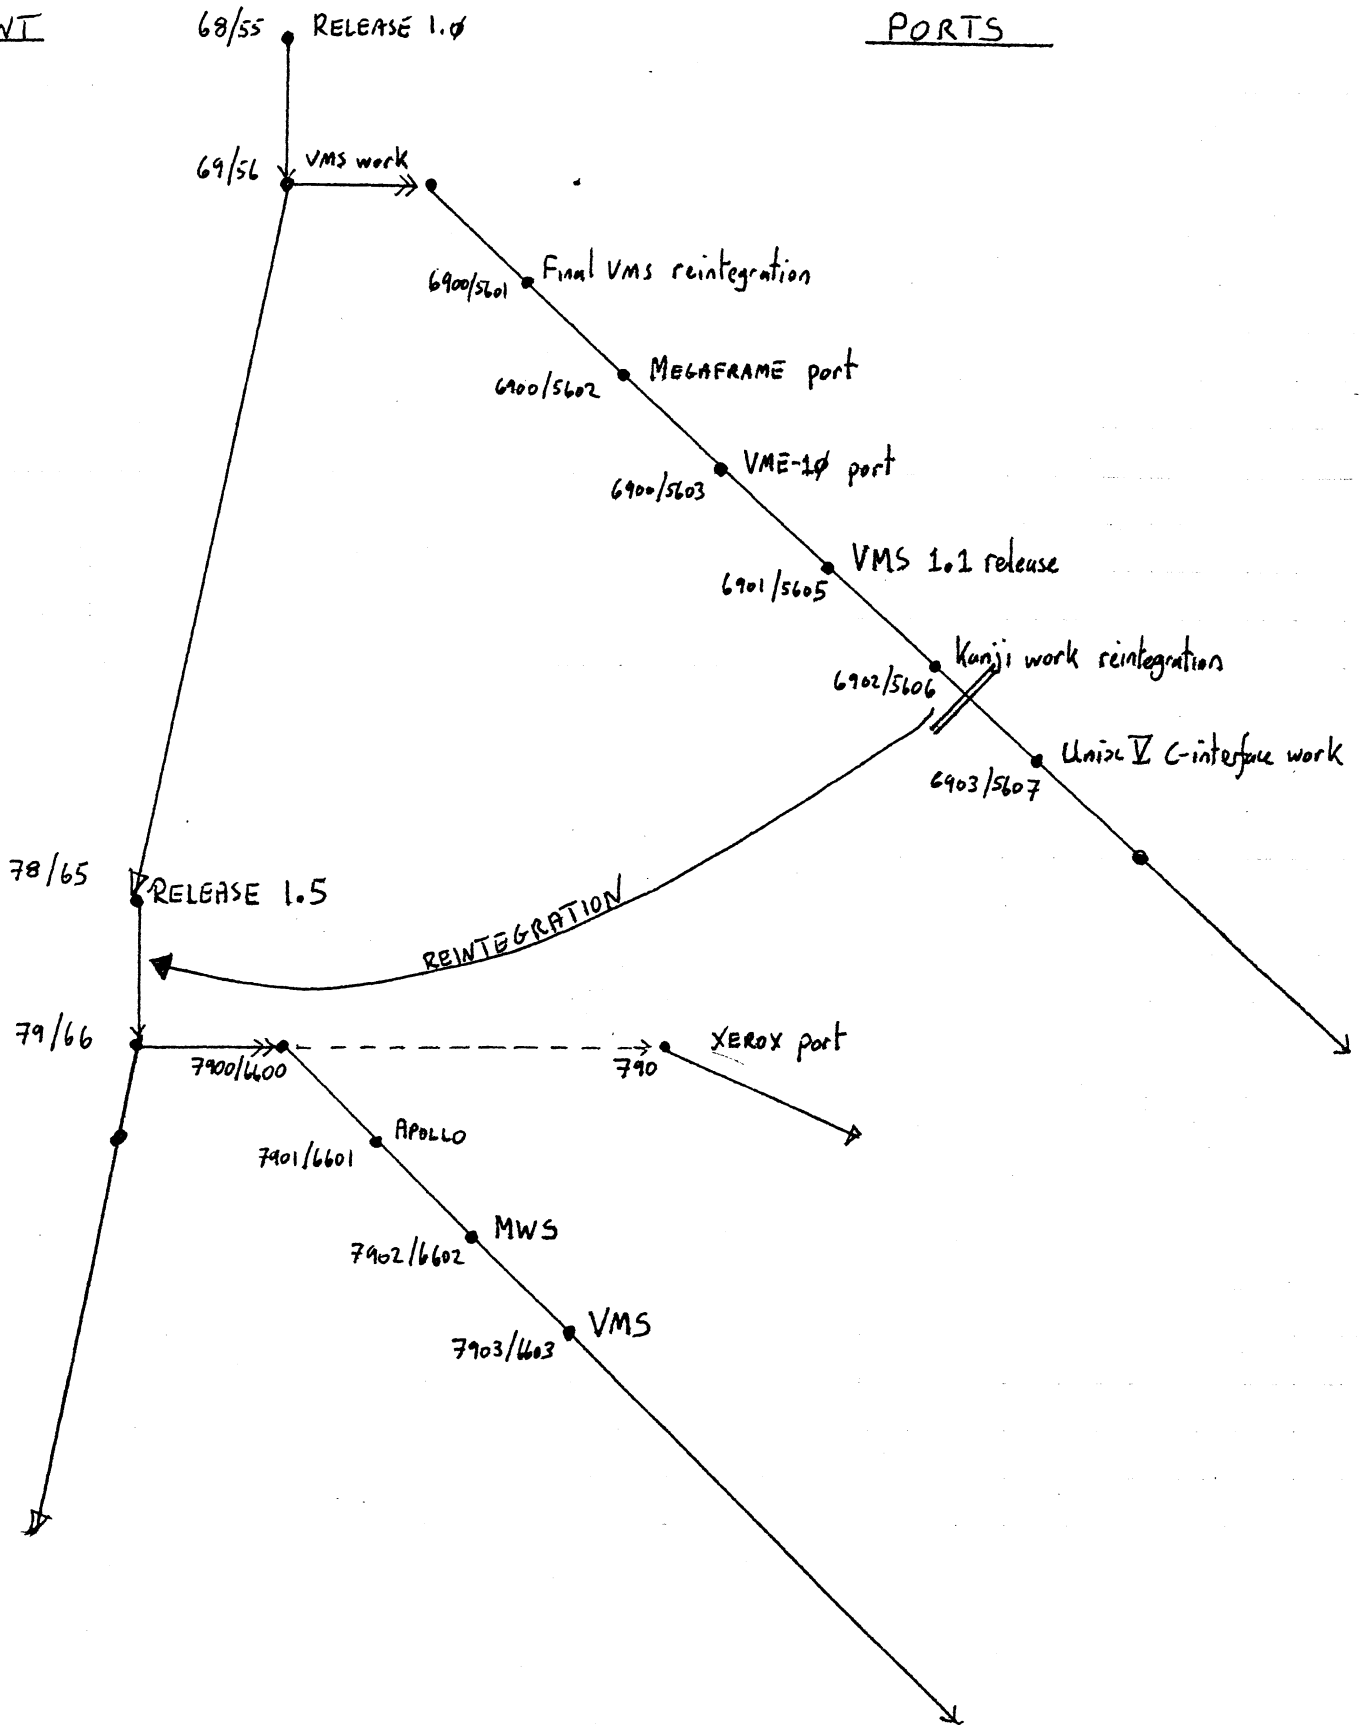 NT
PORTS
68/55 RELEASE 1.0
69/56 VMS work
6900/5601 Final VMS reintegration
6900/5602 MEGAFRAME port
6900/5603 VME-10 port
6901/5605 VMS 1.1 release
6902/5606 Kanji work reintegration
6903/5607 Unix V C-interface work
78/65 RELEASE 1.5
REINTEGRATION
79/66
7900/6600
790 XEROX port
7901/6601 APOLLO
7902/6602 MWS
7903/6603 VMS